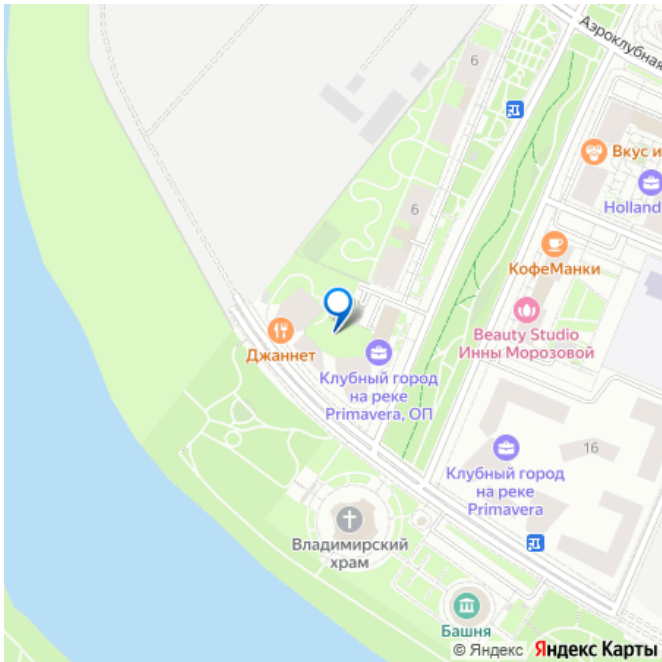 Аэроклубная
6
Вкус и
Holland
6
КофеМанки
Beauty Studio
Инны Морозовой
Джаннет
Клубный город
на реке
Primavera, ОП
16
Клубный город
на реке
Primavera
Владимирский
храм
Башня
© Яндекс Яндекс Карты